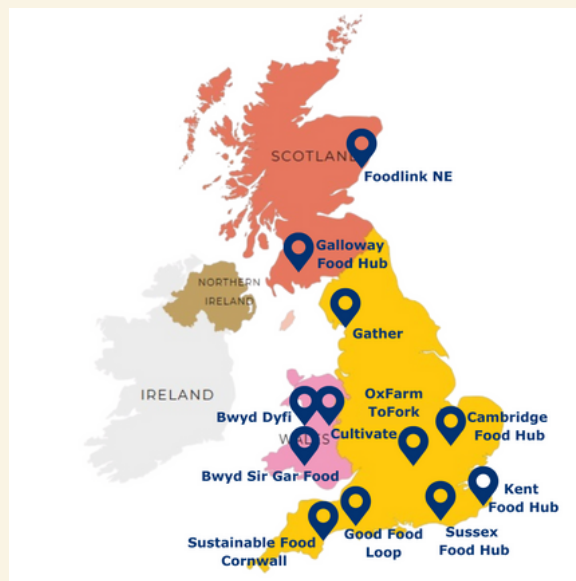 SCOTLAND
Foodlink NE
Galloway
Food Hub
NORTHERN
IRELAND
Gather
IRELAND
OxFarm
ToFork
Bwyd Dyfi
Cultivate
Cambridge
Food Hub
WALES
Bwyd Sir Gar Food
Kent
Food Hub
Sustainable Food
Cornwall
Good Food
Loop
Sussex
Food Hub